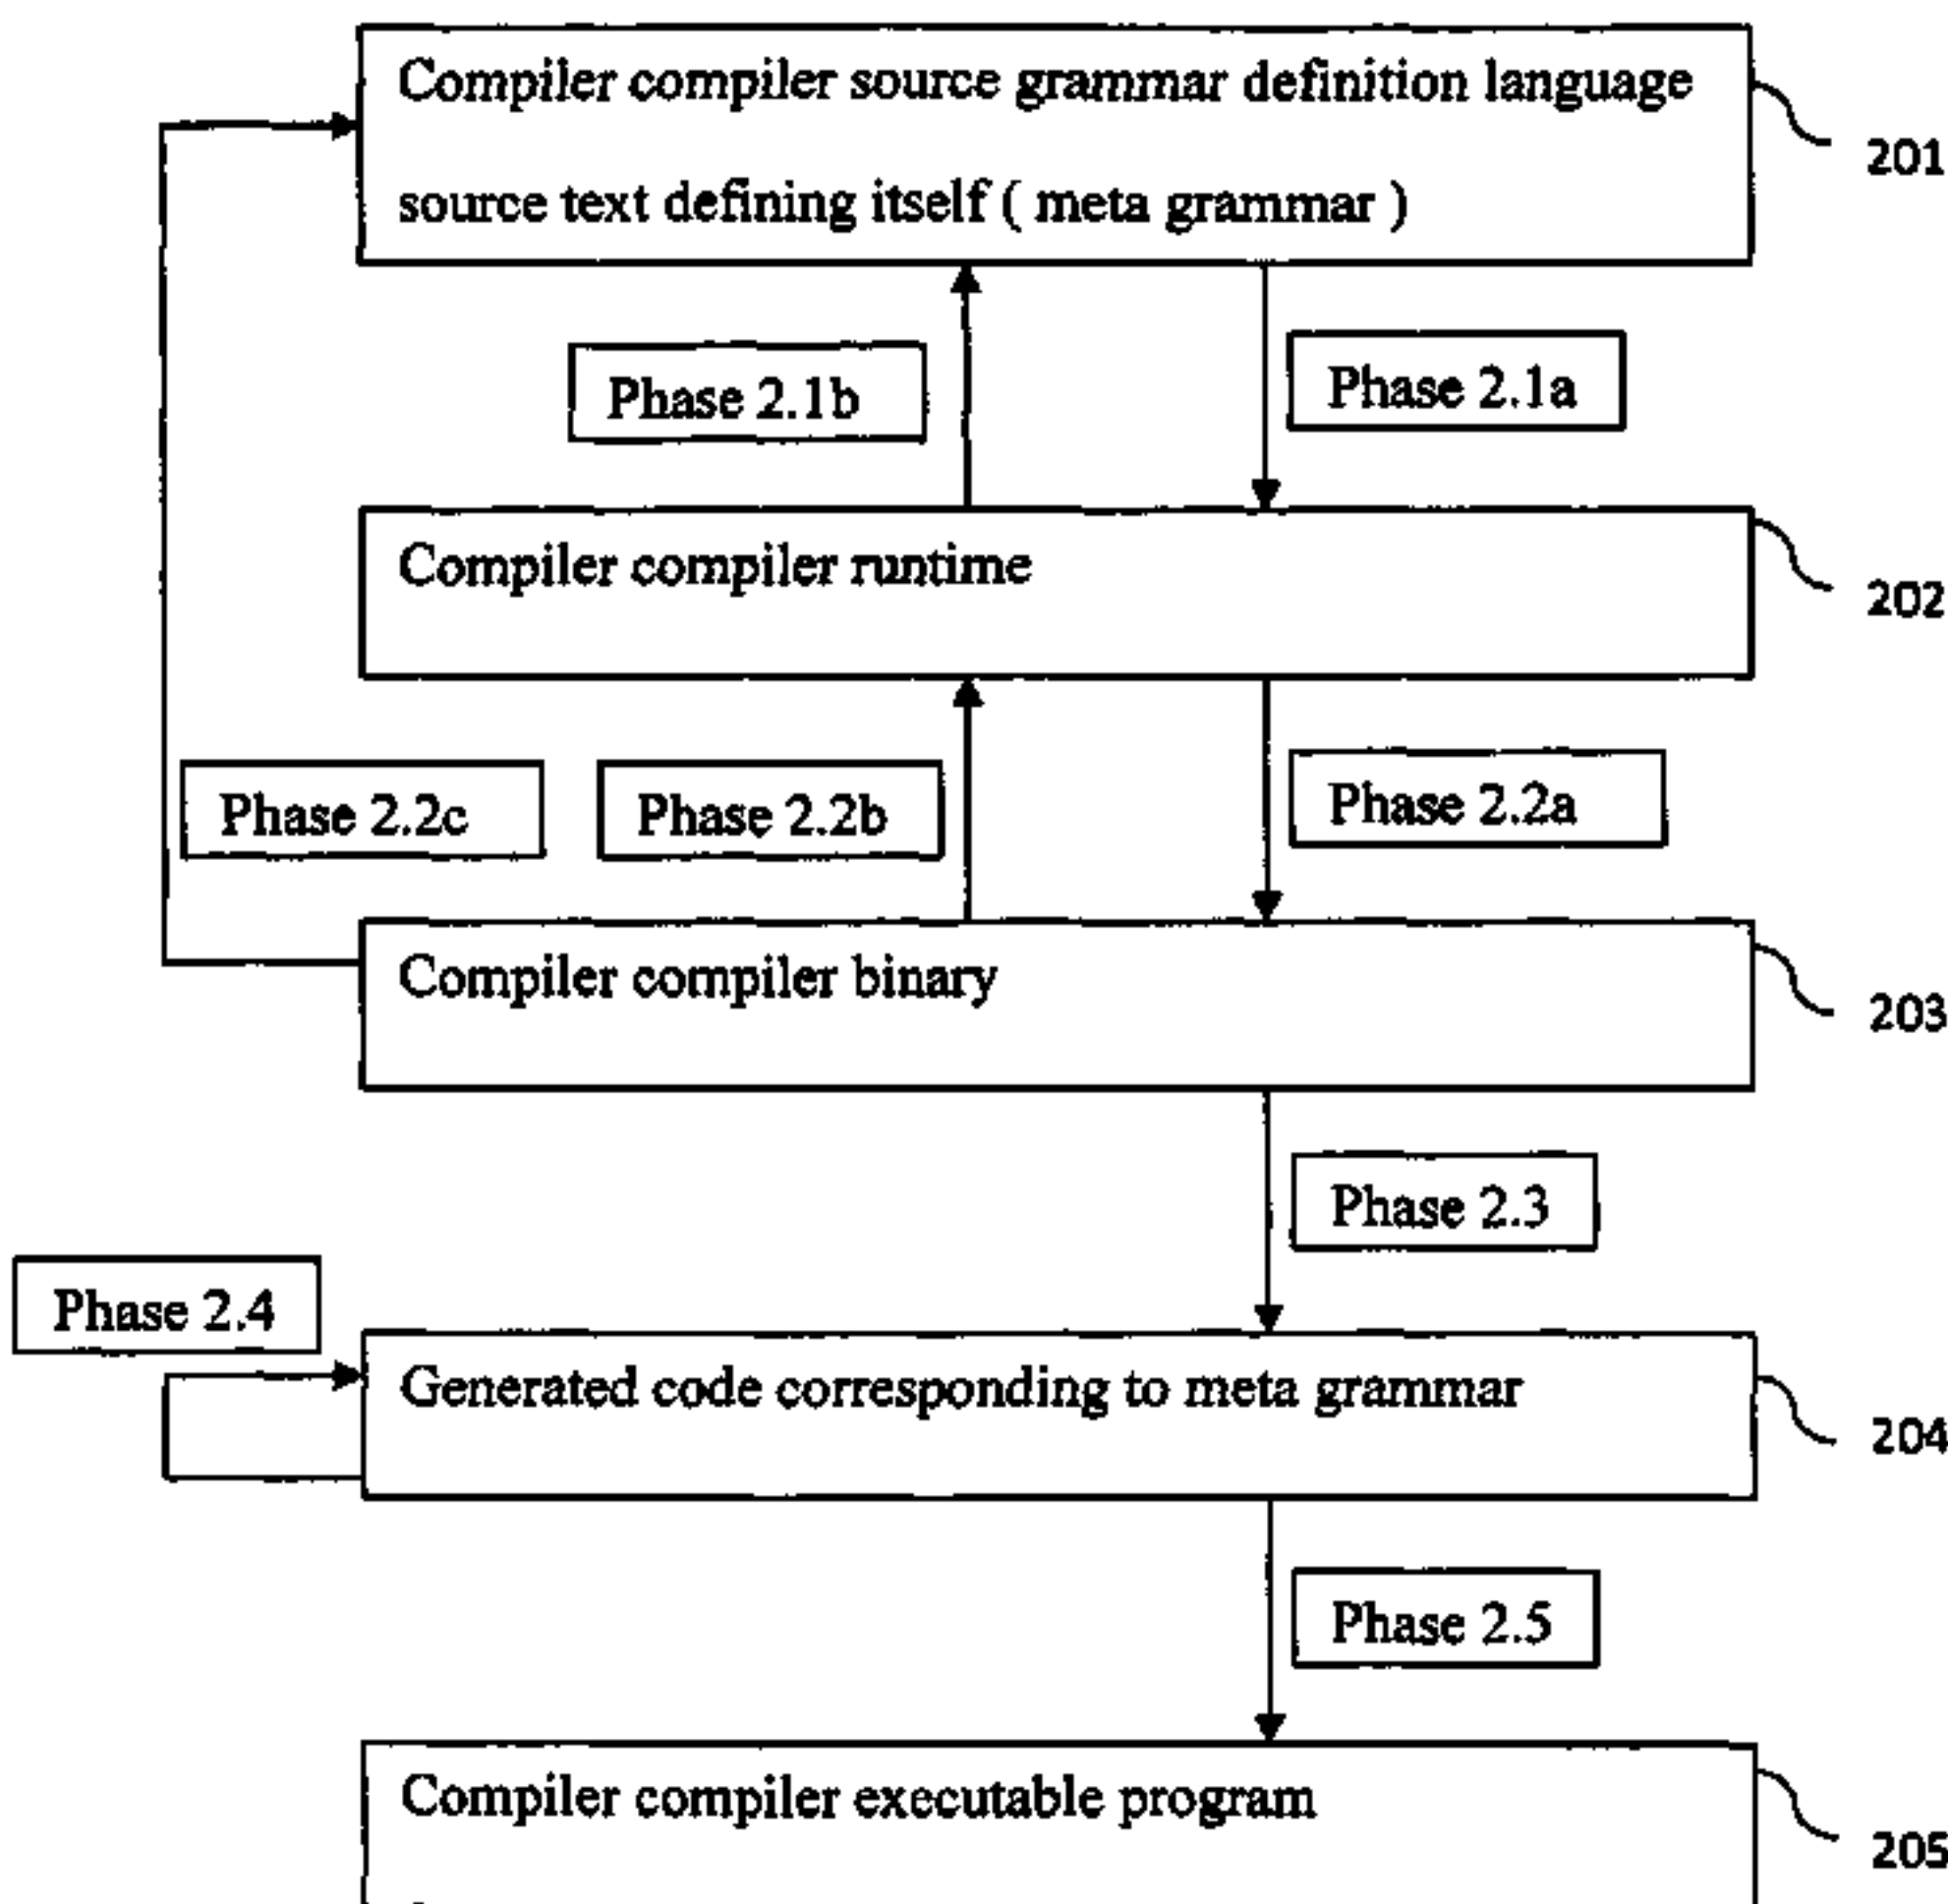 Compiler compiler source grammar definition language
source text defining itself ( meta grammar )
201
Phase 2.1b
Phase 2.1a
Compiler compiler runtime
202
Phase 2.2c
Phase 2.2b
Phase 2.2a
Compiler compiler binary
203
Phase 2.3
Phase 2.4
Generated code corresponding to meta grammar
204
Phase 2.5
Compiler compiler executable program
205